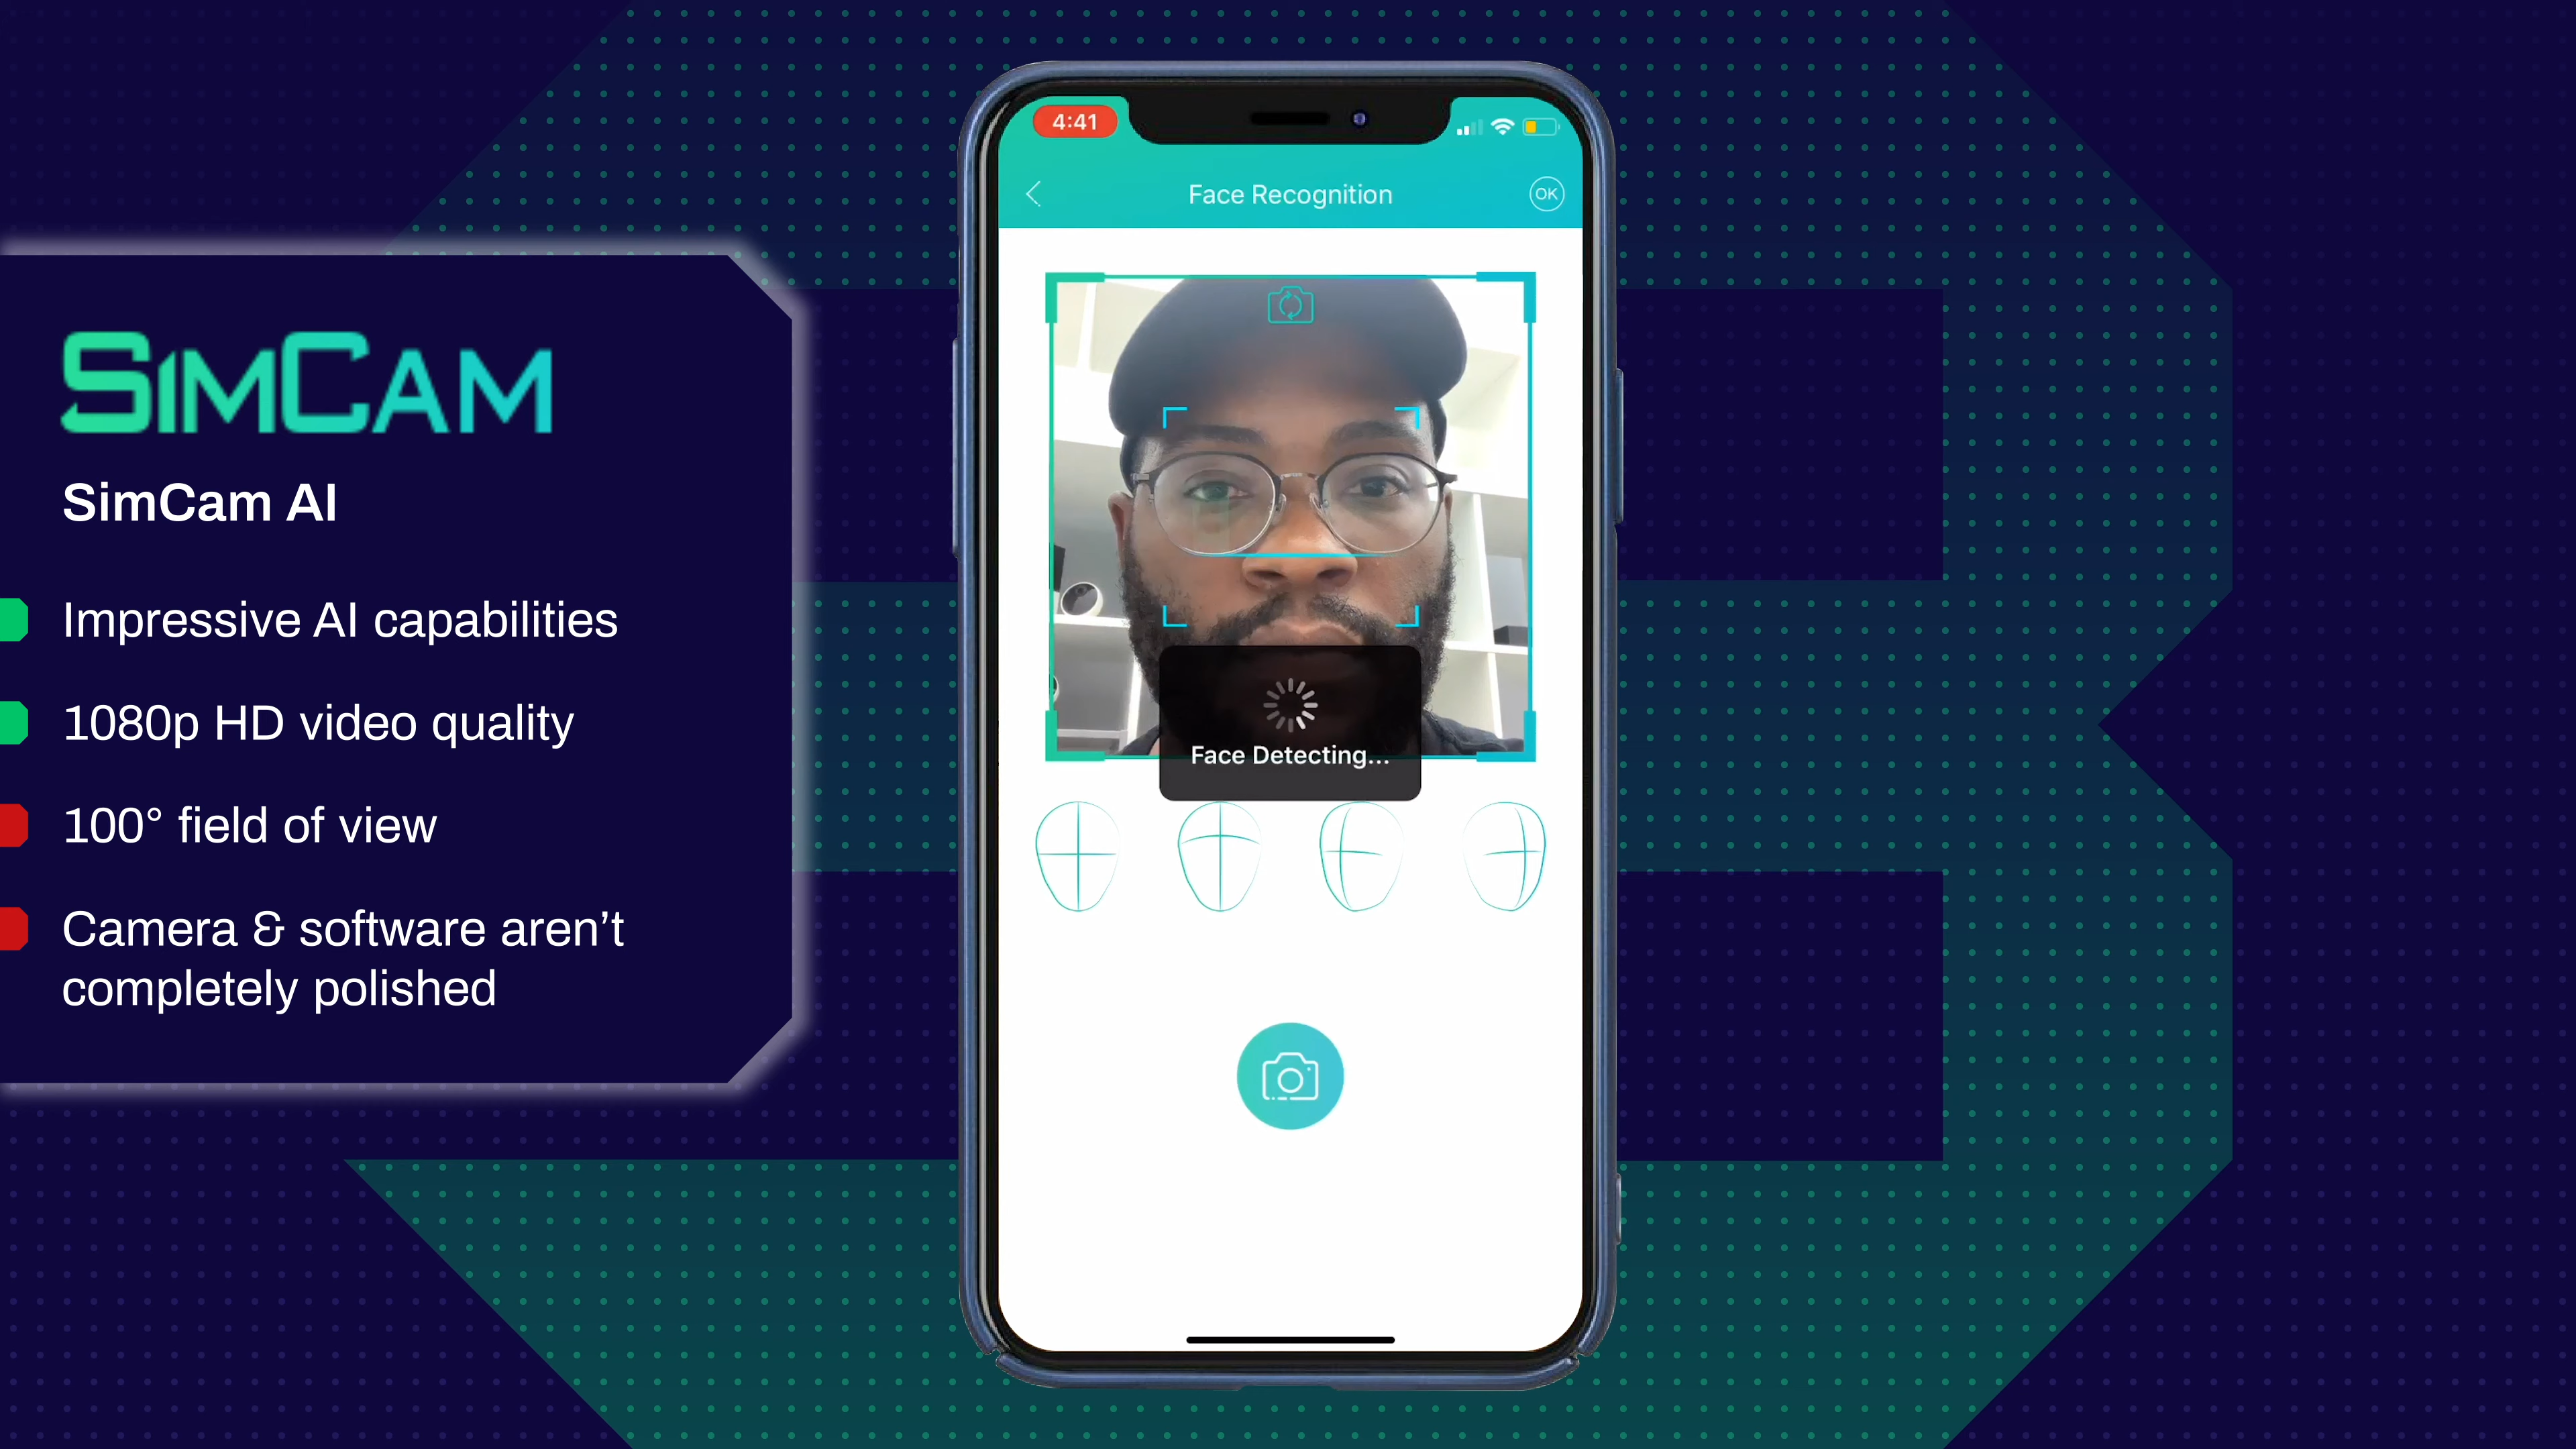 SIMCAM
SimCam AI
Impressive AI capabilities
1080p HD video quality
100° field of view
Camera & software aren’t
completely polished
4:41
Face Recognition
OK
Face Detecting...